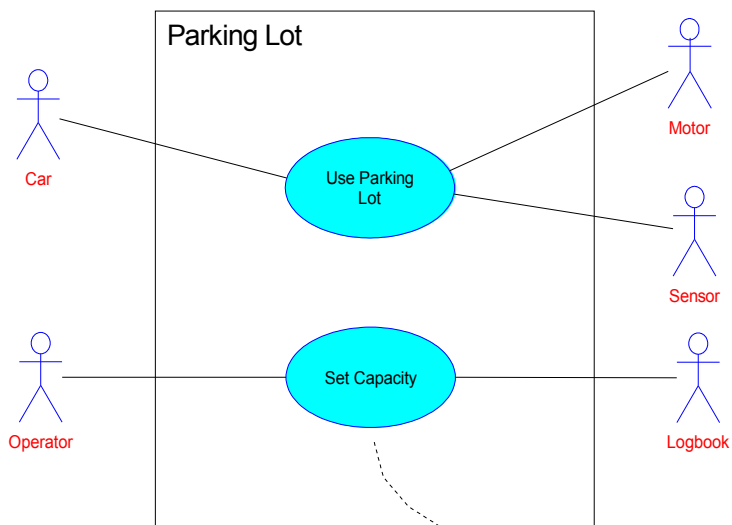 Parking Lot
Car
Motor
Use Parking
Lot
Sensor
Operator
Set Capacity
Logbook